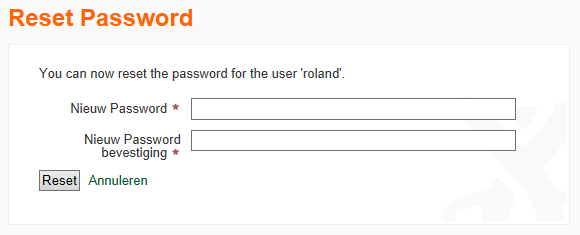 Reset Password
You can now reset the password for the user 'roland'.
Nieuw Password *
Nieuw Password
bevestiging *
Reset Annuleren